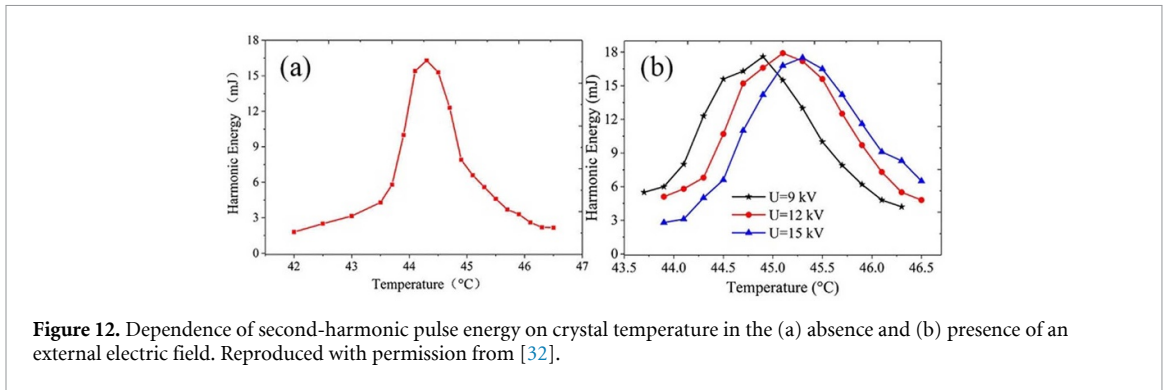 (a)
Harmonic Energy (mJ)
18
15
12
9
6
3
0
42 43 44 45 46 47
Temperature (°C)
(b)
Harmonic Energy (mJ)
18
15
12
9
6
3
0
U=9 kV
U=12 kV
U=15 kV
43.5 44.0 44.5 45.0 45.5 46.0 46.5
Temperature (°C)
Figure 12. Dependence of second-harmonic pulse energy on crystal temperature in the (a) absence and (b) presence of an
external electric field. Reproduced with permission from [32].